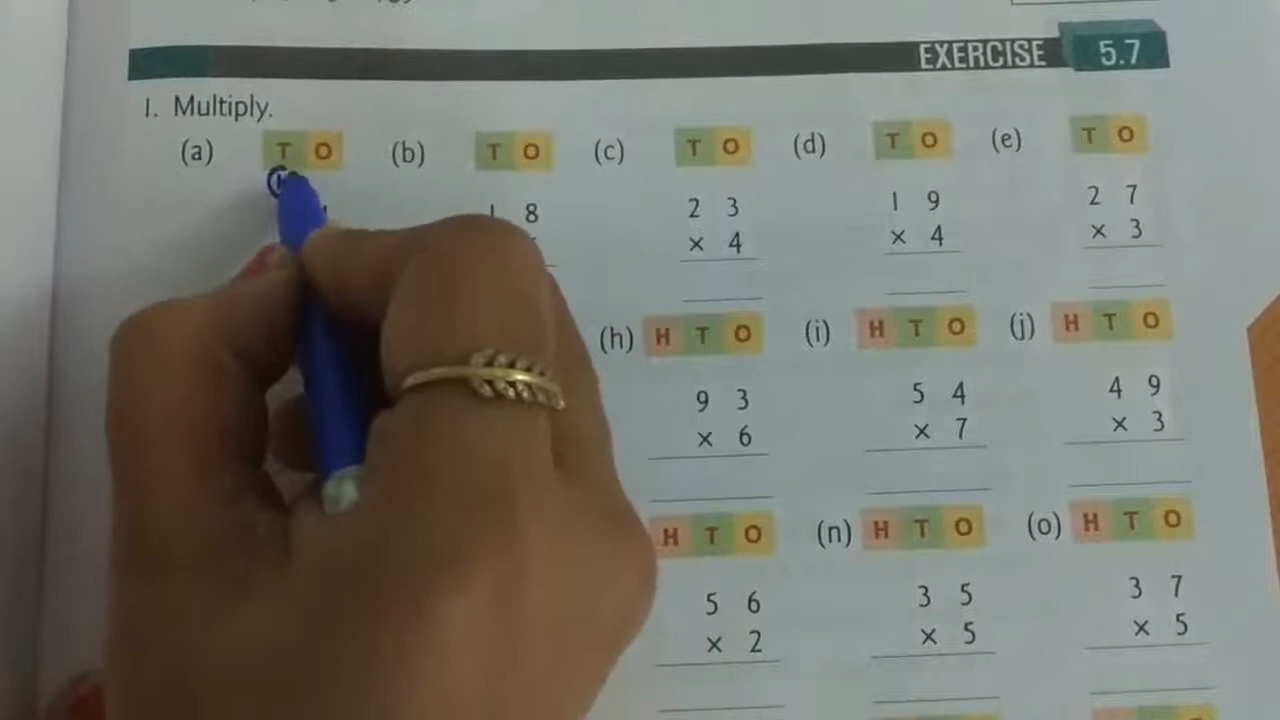 EXERCISE 5.7
1. Multiply.
(a) T O (b) T O (c) T O (d) T O (e) T O
1 8 2 3 1 9 2 7
× 4 × 4 × 3
(h) H T O (i) H T O (j) H T O
9 3 5 4 4 9
× 6 × 7 × 3
H T O (n) H T O (o) H T O
5 6 3 5 3 7
× 2 × 5 × 5